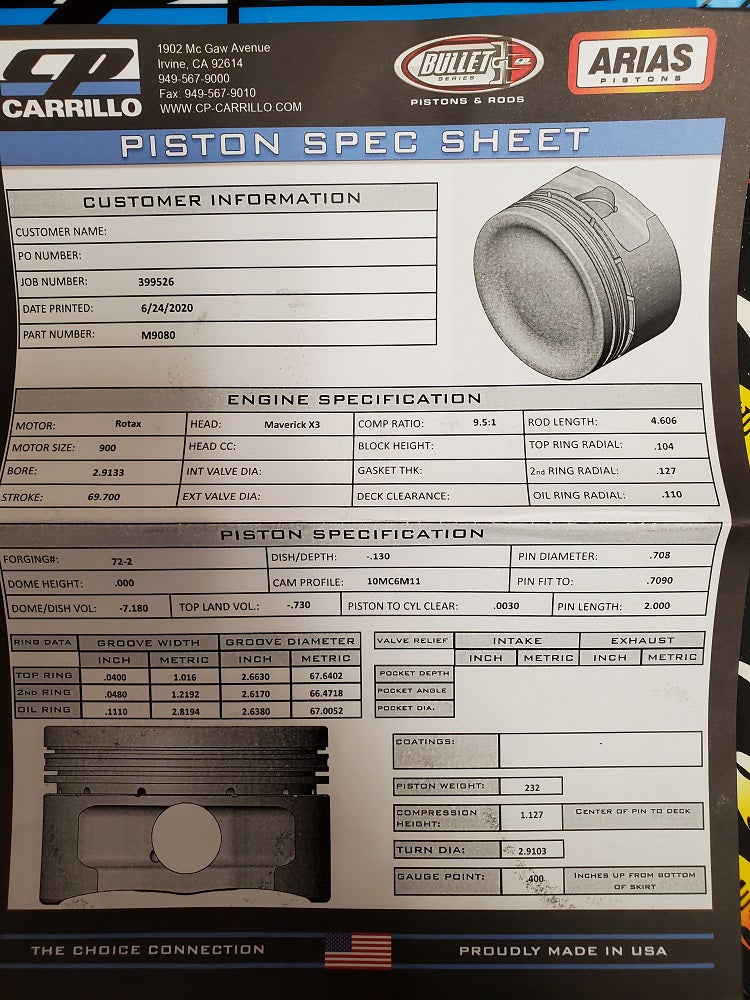 CP
CARRILLO
1902 Mc Gaw Avenue
Irvine, CA 92614
949-567-9000
Fax: 949-567-9010
WWW.CP-CARRILLO.COM
BULLET CP
SERIES
PISTONS & RODS
ARIAS
PISTONS
PISTON SPEC SHEET
CUSTOMER INFORMATION
CUSTOMER NAME:
PO NUMBER:
JOB NUMBER: 399526
DATE PRINTED: 6/24/2020
PART NUMBER: M9080
ENGINE SPECIFICATION
MOTOR: Rotax HEAD: Maverick X3 COMP RATIO: 9.5:1 ROD LENGTH: 4.606
MOTOR SIZE: 900 HEAD CC: BLOCK HEIGHT: TOP RING RADIAL: .104
BORE: 2.9133 INT VALVE DIA: GASKET THK: 2nd RING RADIAL: .127
STROKE: 69.700 EXT VALVE DIA: DECK CLEARANCE: OIL RING RADIAL: .110
PISTON SPECIFICATION
FORGING#: 72-2 DISH/DEPTH: -.130 PIN DIAMETER: .708
DOME HEIGHT: .000 CAM PROFILE: 10MC6M11 PIN FIT TO: .7090
DOME/DISH VOL: -7.180 TOP LAND VOL.: -.730 PISTON TO CYL CLEAR: .0030 PIN LENGTH: 2.000
RING DATA GROOVE WIDTH GROOVE DIAMETER
INCH METRIC INCH METRIC
TOP RING .0400 1.016 2.6630 67.6402
2ND RING .0480 1.2192 2.6170 66.4718
OIL RING .1110 2.8194 2.6380 67.0052
VALVE RELIEF INTAKE EXHAUST
INCH METRIC INCH METRIC
POCKET DEPTH
POCKET ANGLE
POCKET DIA.
COATINGS: -
PISTON WEIGHT: 232
COMPRESSION HEIGHT: 1.127 CENTER OF PIN TO DECK
TURN DIA: 2.9103
GAUGE POINT: .400 INCHES UP FROM BOTTOM
OF SKIRT
THE CHOICE CONNECTION PROUDLY MADE IN USA